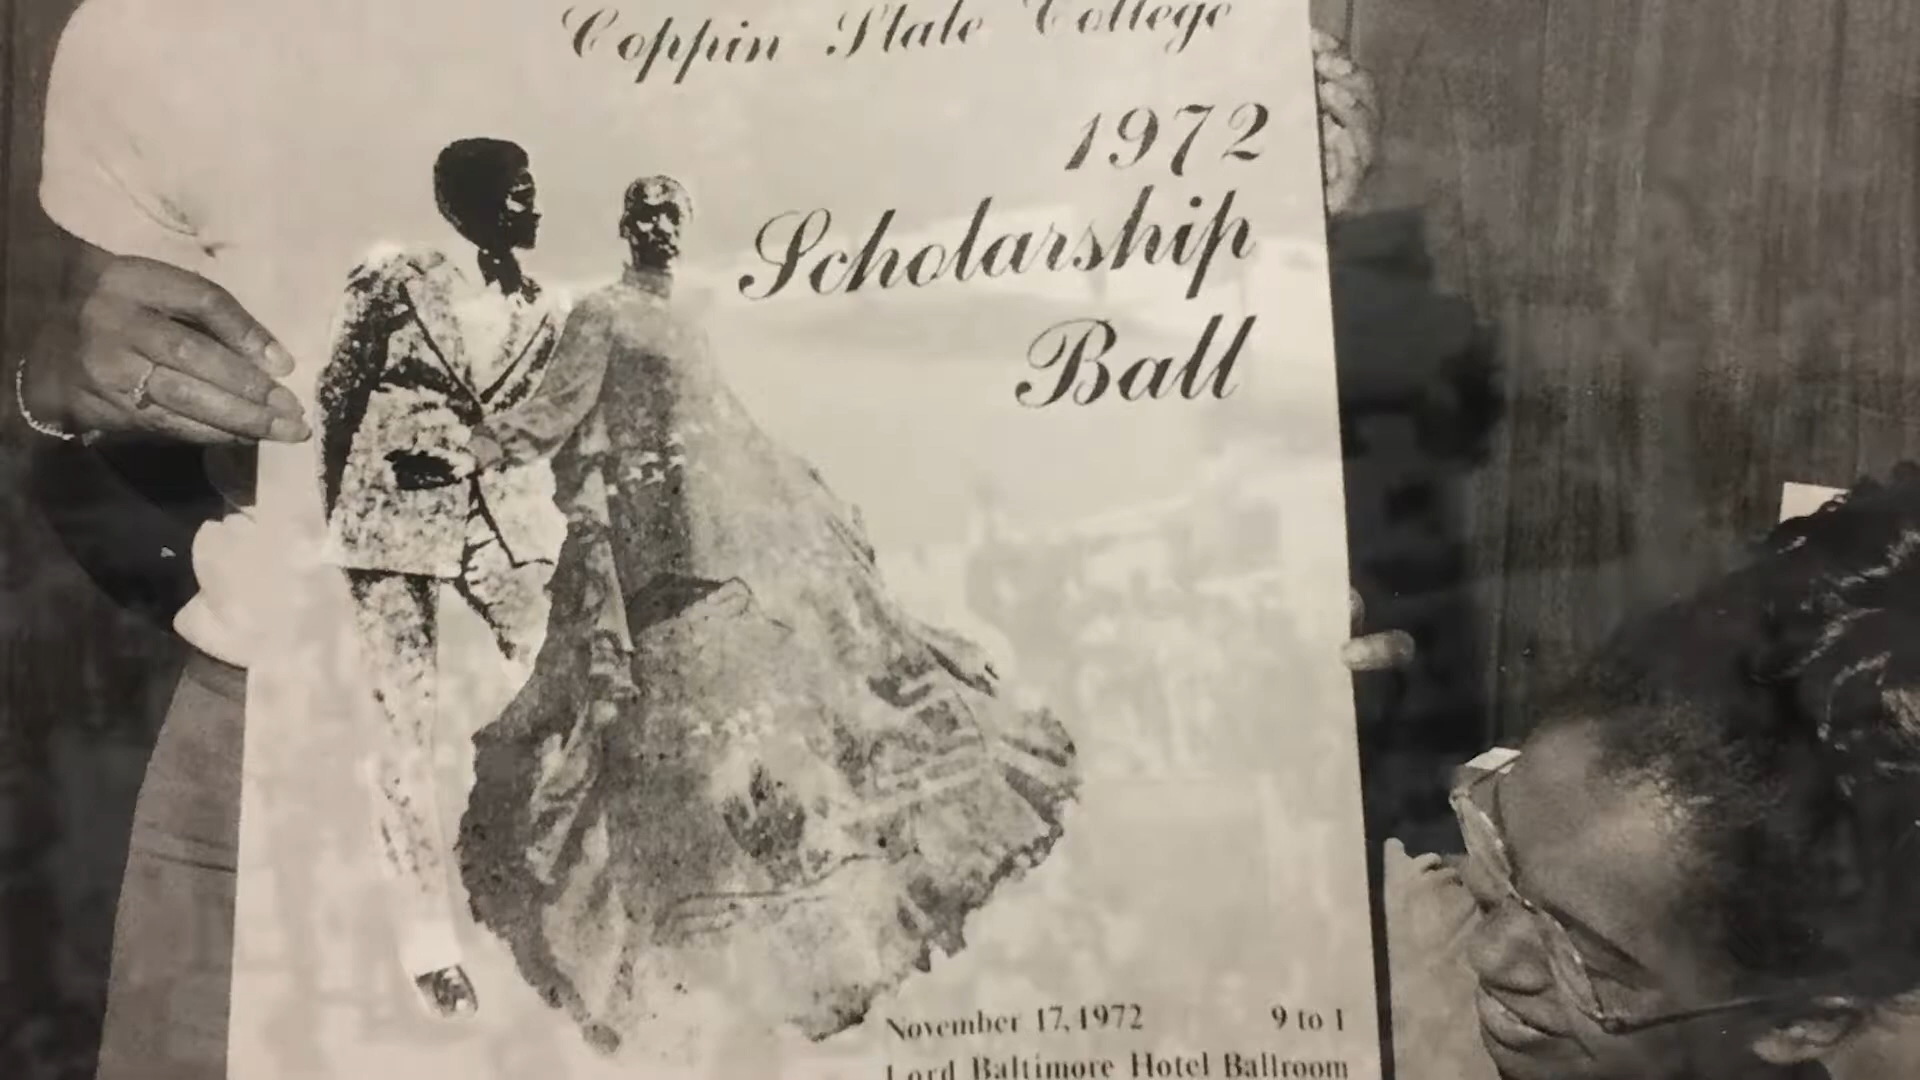 Coppin State College
1972
Scholarship
Ball
November 17, 1972 9 to 1
Lord Baltimore Hotel Ballroom